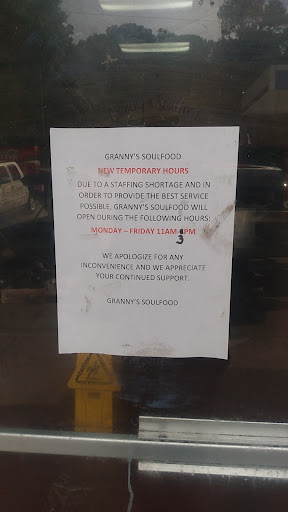 GRANNY'S SOULFOOD
NEW TEMPORARY HOURS
DUE TO A STAFFING SHORTAGE AND IN
ORDER TO PROVIDE THE BEST SERVICE
POSSIBLE, GRANNY'S SOULFOOD WILL
OPEN DURING THE FOLLOWING HOURS:
MONDAY – FRIDAY 11AM- PM
3
WE APOLOGIZE FOR ANY
INCONVENIENCE AND WE APPRECIATE
YOUR CONTINUED SUPPORT.
GRANNY'S SOULFOOD